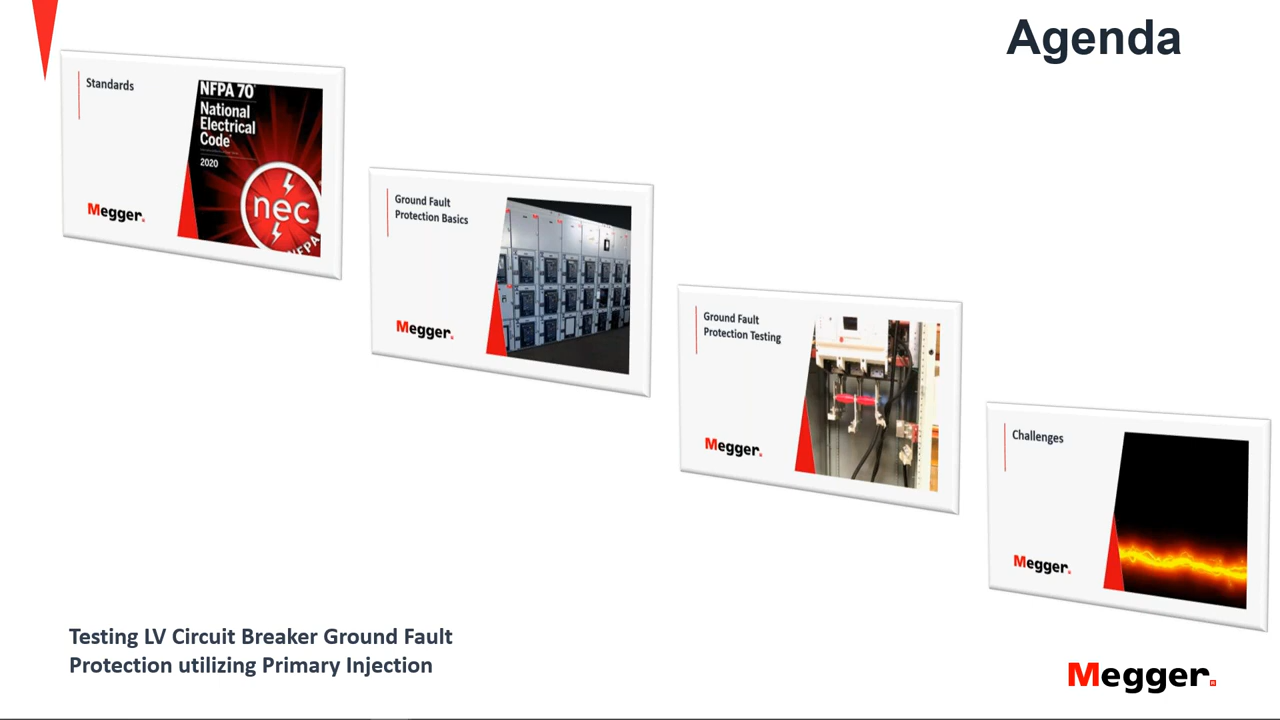 Agenda
Standards
NFPA 70
National
Electrical
Code
2020
nec
NFPA
Megger.
Ground Fault
Protection Basics
Megger.
Ground Fault
Protection Testing
Megger.
Challenges
Megger.
Testing LV Circuit Breaker Ground Fault
Protection utilizing Primary Injection
Megger.